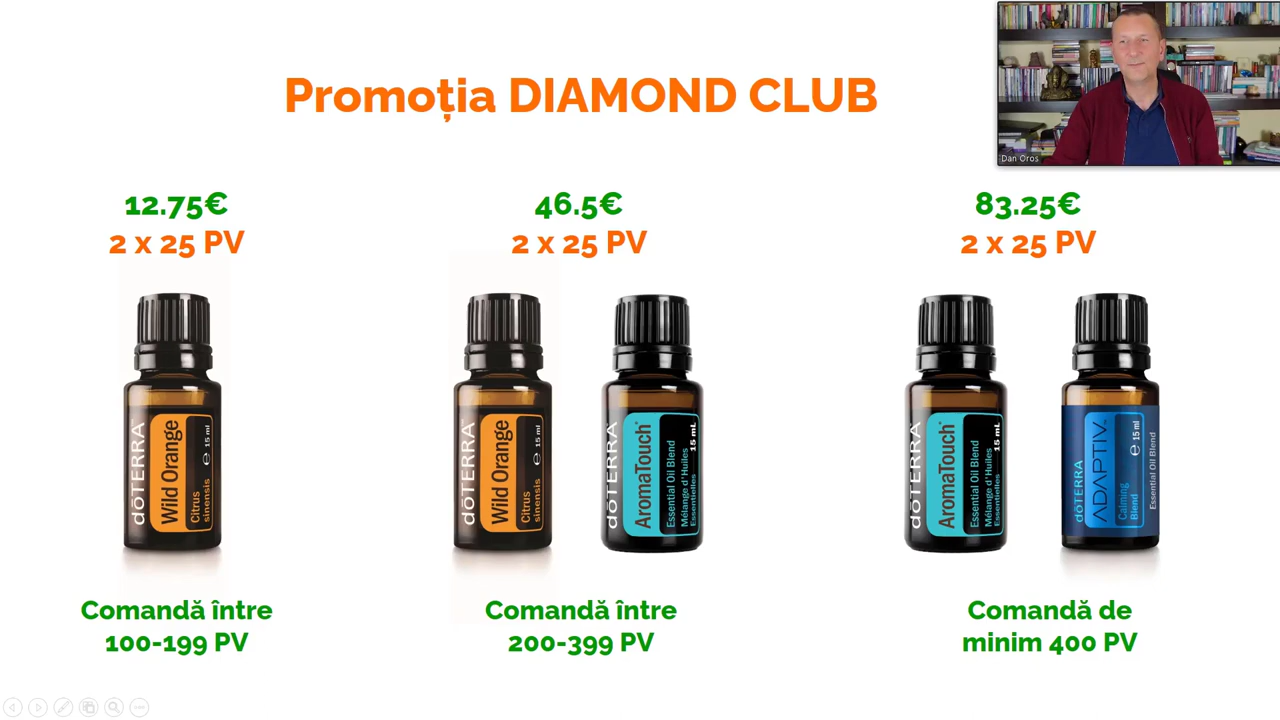 Promoția DIAMOND CLUB
Dan Oros
12.75€
2 x 25 PV
46.5€
2 x 25 PV
83.25€
2 x 25 PV
dōTERRA™
Wild Orange
Citrus
sinensis
℮ 15 ml
dōTERRA™
Wild Orange
Citrus
sinensis
℮ 15 ml
dōTERRA
AromaTouch®
Essential Oil Blend
Mélange d'Huiles
Essentielles
15 mL
dōTERRA
AromaTouch®
Essential Oil Blend
Mélange d'Huiles
Essentielles
15 mL
dōTERRA
ADAPTIV™
Calming
Blend
℮ 15 ml
Essential Oil Blend
Comandă între
100-199 PV
Comandă între
200-399 PV
Comandă de
minim 400 PV